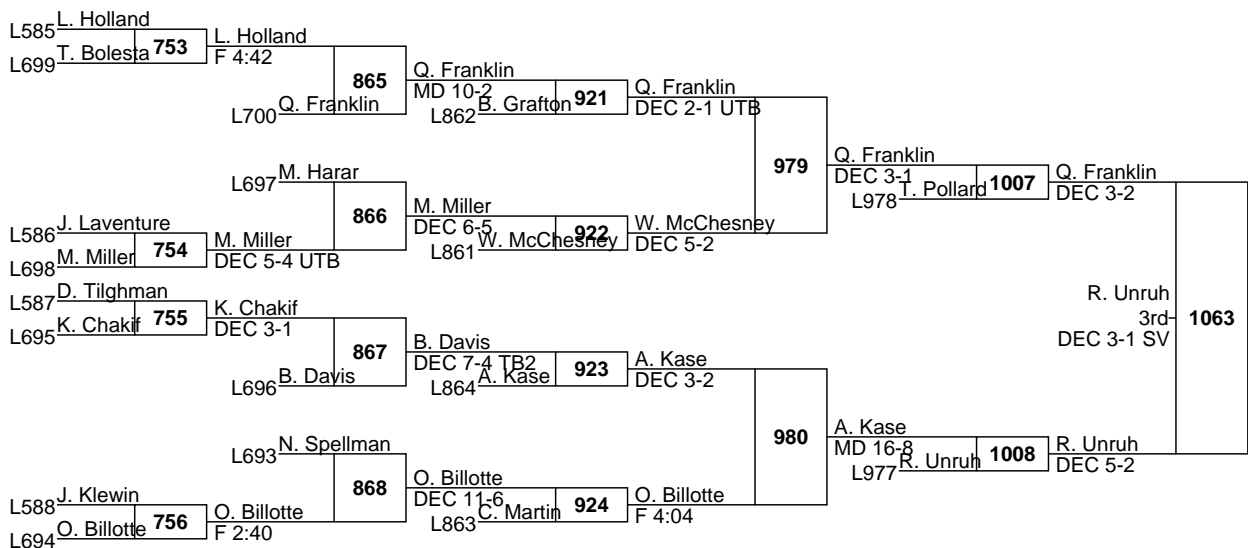 L585 L. Holland
L699 T. Bolesta
753
L. Holland
F 4:42
L700 Q. Franklin
865
Q. Franklin
MD 10-2
L862 B. Grafton
921
Q. Franklin
DEC 2-1 UTB
L697 M. Harar
L586 J. Laventure
L698 M. Miller
754
M. Miller
DEC 5-4 UTB
866
M. Miller
DEC 6-5
L861 W. McChesney
922
W. McChesney
DEC 5-2
979
Q. Franklin
DEC 3-1
L978 T. Pollard
1007
Q. Franklin
DEC 3-2
L587 D. Tilghman
L695 K. Chakif
755
K. Chakif
DEC 3-1
L696 B. Davis
867
B. Davis
DEC 7-4 TB2
L864 A. Kase
923
A. Kase
DEC 3-2
L693 N. Spellman
L588 J. Klewin
L694 O. Billotte
756
O. Billotte
F 2:40
868
O. Billotte
DEC 11-6
L863 C. Martin
924
O. Billotte
F 4:04
980
A. Kase
MD 16-8
L977 R. Unruh
1008
R. Unruh
DEC 5-2
R. Unruh
3rd
DEC 3-1 SV
1063